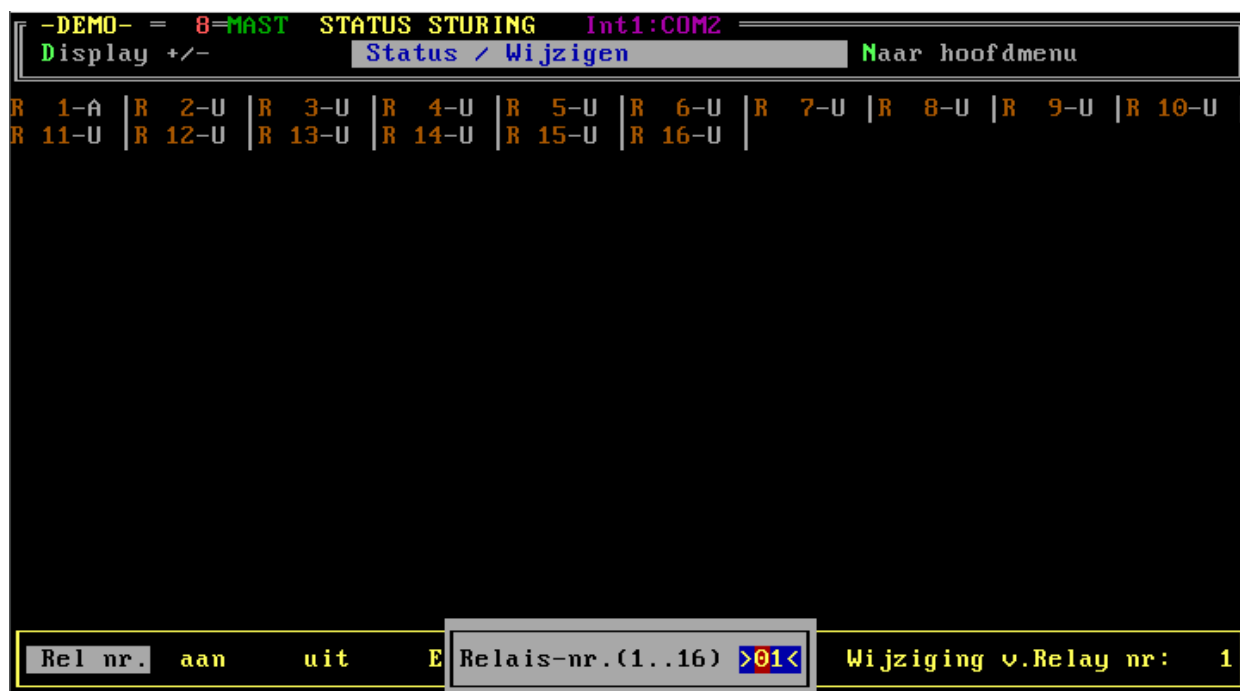 -DEMO- = 8=MAST STATUS STURING Int1:COM2
Display +/- Status / Wijzigen Naar hoofdmenu
R 1-A |R 2-U |R 3-U |R 4-U |R 5-U |R 6-U |R 7-U |R 8-U |R 9-U |R 10-U
R 11-U |R 12-U |R 13-U |R 14-U |R 15-U |R 16-U |
Rel nr. aan uit E Relais-nr.(1..16) >01< Wijziging v.Relay nr: 1